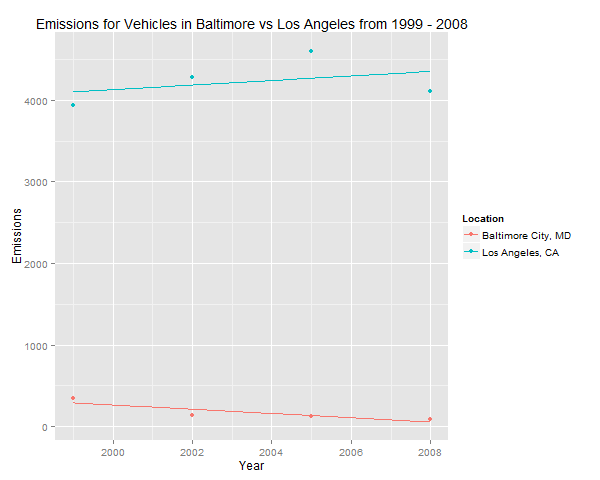 Emissions for Vehicles in Baltimore vs Los Angeles from 1999 - 2008
4000
3000
2000
1000
0
Emissions
2000 2002 2004 2006 2008
Year
Location
Baltimore City, MD
Los Angeles, CA